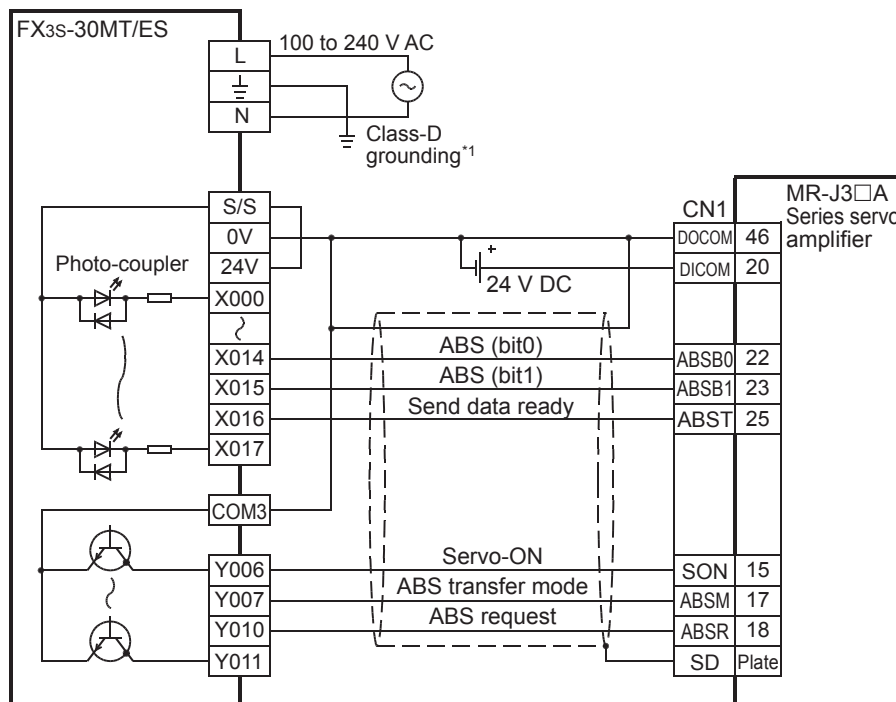 FX3S-30MT/ES
L
100 to 240 V AC
N
Class-D
grounding*1
S/S
0V
24V
Photo-coupler
X000
X014
X015
X016
X017
COM3
Y006
Y007
Y010
Y011
24 V DC
ABS (bit0)
ABS (bit1)
Send data ready
Servo-ON
ABS transfer mode
ABS request
CN1
MR-J3□A
Series servo
amplifier
DOCOM 46
DICOM 20
ABSB0 22
ABSB1 23
ABST 25
SON 15
ABSM 17
ABSR 18
SD Plate